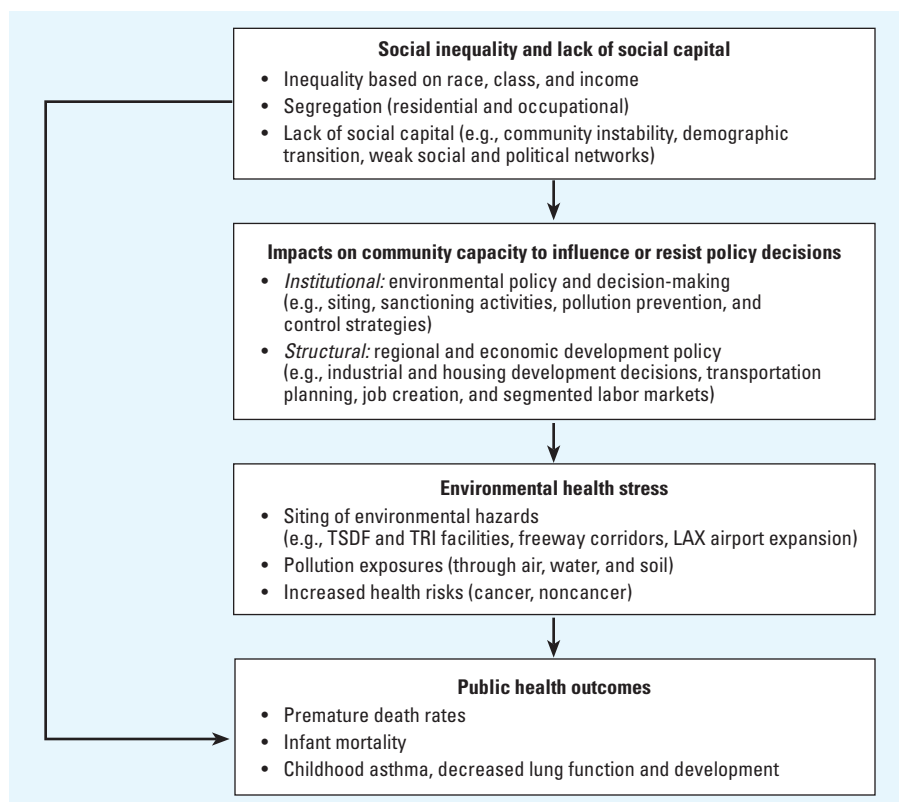 Social inequality and lack of social capital
• Inequality based on race, class, and income
• Segregation (residential and occupational)
• Lack of social capital (e.g., community instability, demographic
transition, weak social and political networks)
Impacts on community capacity to influence or resist policy decisions
• Institutional: environmental policy and decision-making
(e.g., siting, sanctioning activities, pollution prevention, and
control strategies)
• Structural: regional and economic development policy
(e.g., industrial and housing development decisions, transportation
planning, job creation, and segmented labor markets)
Environmental health stress
• Siting of environmental hazards
(e.g., TSDF and TRI facilities, freeway corridors, LAX airport expansion)
• Pollution exposures (through air, water, and soil)
• Increased health risks (cancer, noncancer)
Public health outcomes
• Premature death rates
• Infant mortality
• Childhood asthma, decreased lung function and development